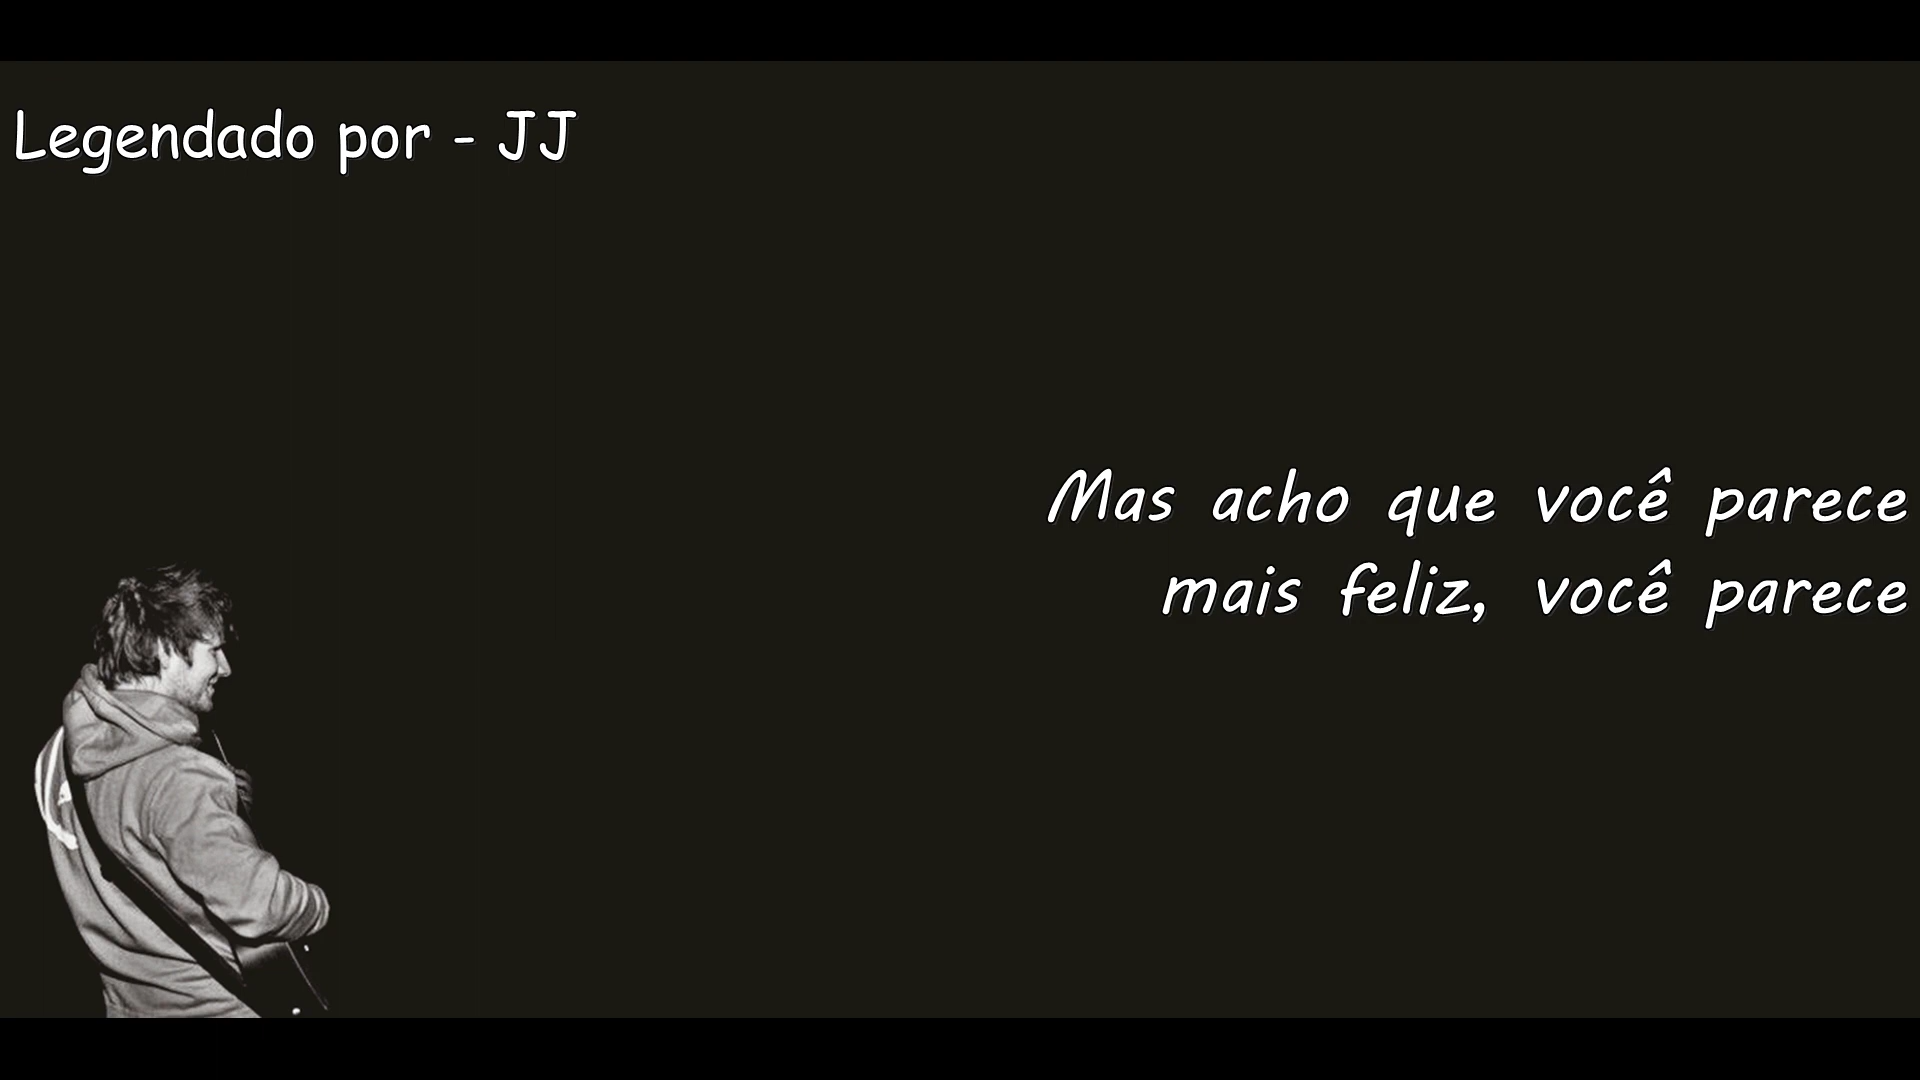 Legendado por - JJ
Mas acho que você parece
mais feliz, você parece